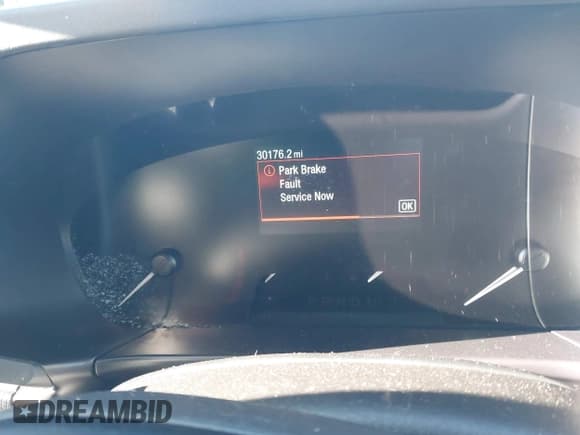 30176.2 mi
Park Brake
Fault
Service Now
OK
DREAMBID